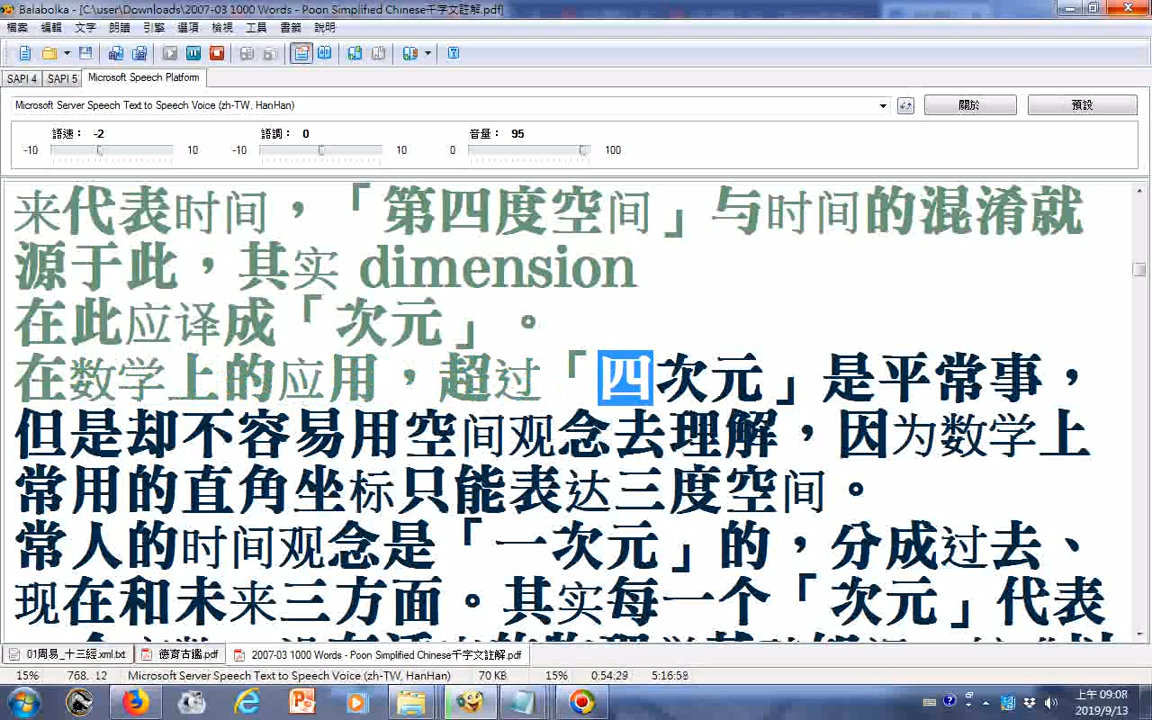 Balabolka - [C:\user\Downloads\2007-03 1000 Words - Poon Simplified Chinese千字文註解.pdf]
檔案 編輯 文字 朗讀 引擎 選項 檢視 工具 書籤 說明
SAPI 4 SAPI 5 Microsoft Speech Platform
Microsoft Server Speech Text to Speech Voice (zh-TW, HanHan) 關於 預設
語速： -2 語調： 0 音量： 95
-10 10 -10 10 0 100
来代表时间，「第四度空间」与时间的混淆就
源于此，其实 dimension
在此应译成「次元」。
在数学上的应用，超过「四次元」是平常事，
但是却不容易用空间观念去理解，因为数学上
常用的直角坐标只能表达三度空间。
常人的时间观念是「一次元」的，分成过去、
现在和未来三方面。其实每一个「次元」代表
01周易_十三經.xml.txt 德育古鑑.pdf 2007-03 1000 Words - Poon Simplified Chinese千字文註解.pdf
15% 768. 12 Microsoft Server Speech Text to Speech Voice (zh-TW, HanHan) 70 KB 15% 0:54:29 5:16:58
上午 09:08
2019/9/13